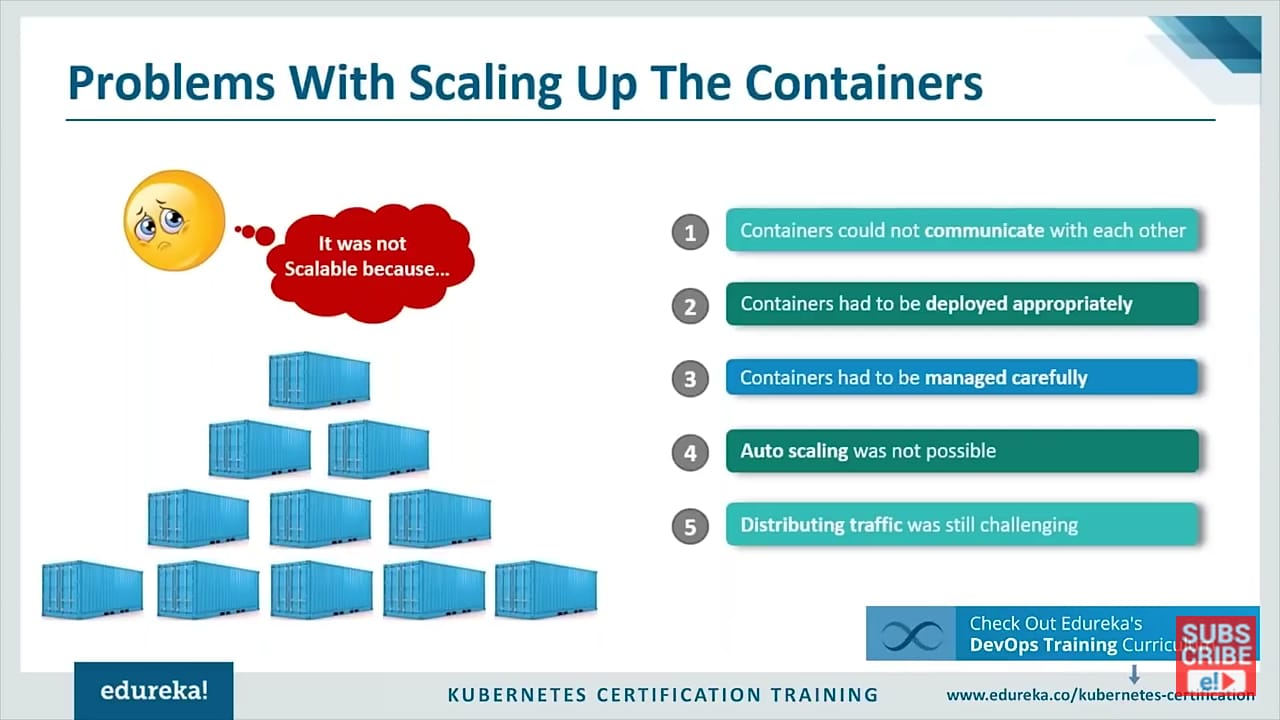 Problems With Scaling Up The Containers
It was not
Scalable because...
1
Containers could not communicate with each other
2
Containers had to be deployed appropriately
3
Containers had to be managed carefully
4
Auto scaling was not possible
5
Distributing traffic was still challenging
Check Out Edureka's
DevOps Training
SUBS
CRIBE
e!
edureka!
KUBERNETES CERTIFICATION TRAINING
www.edureka.co/kubernetes-certification